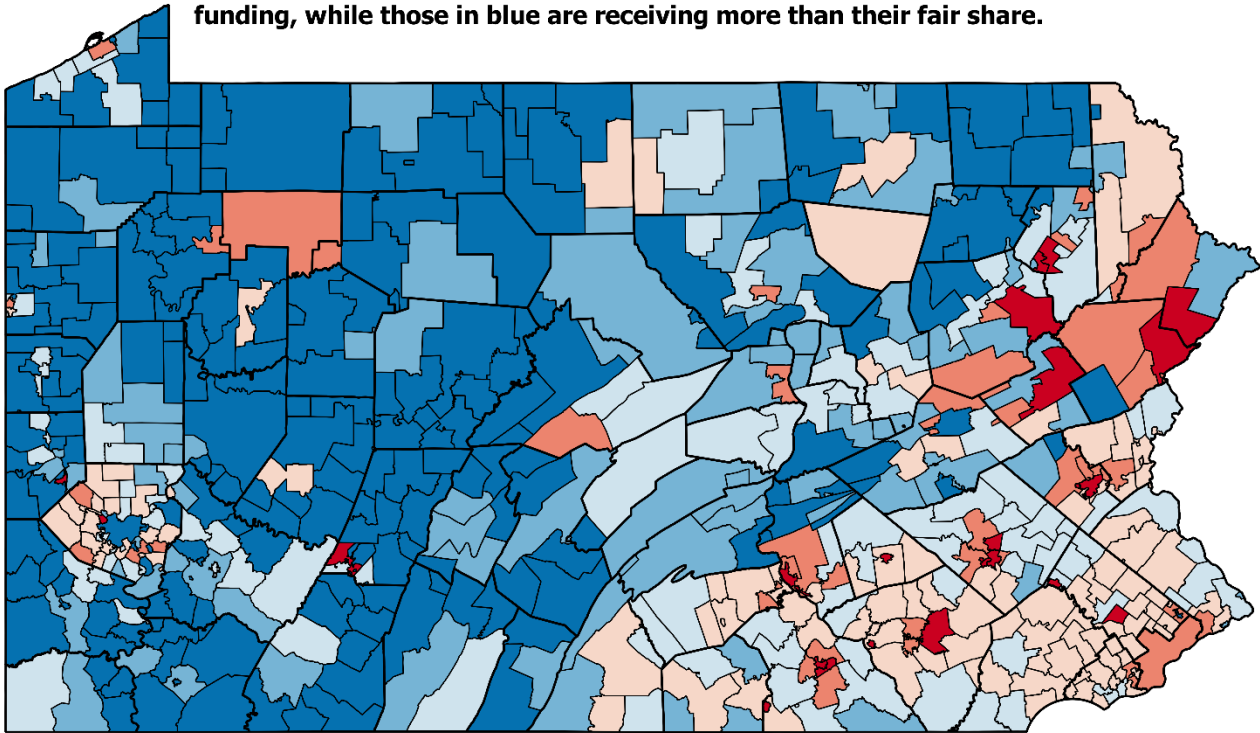 funding, while those in blue are receiving more than their fair share.